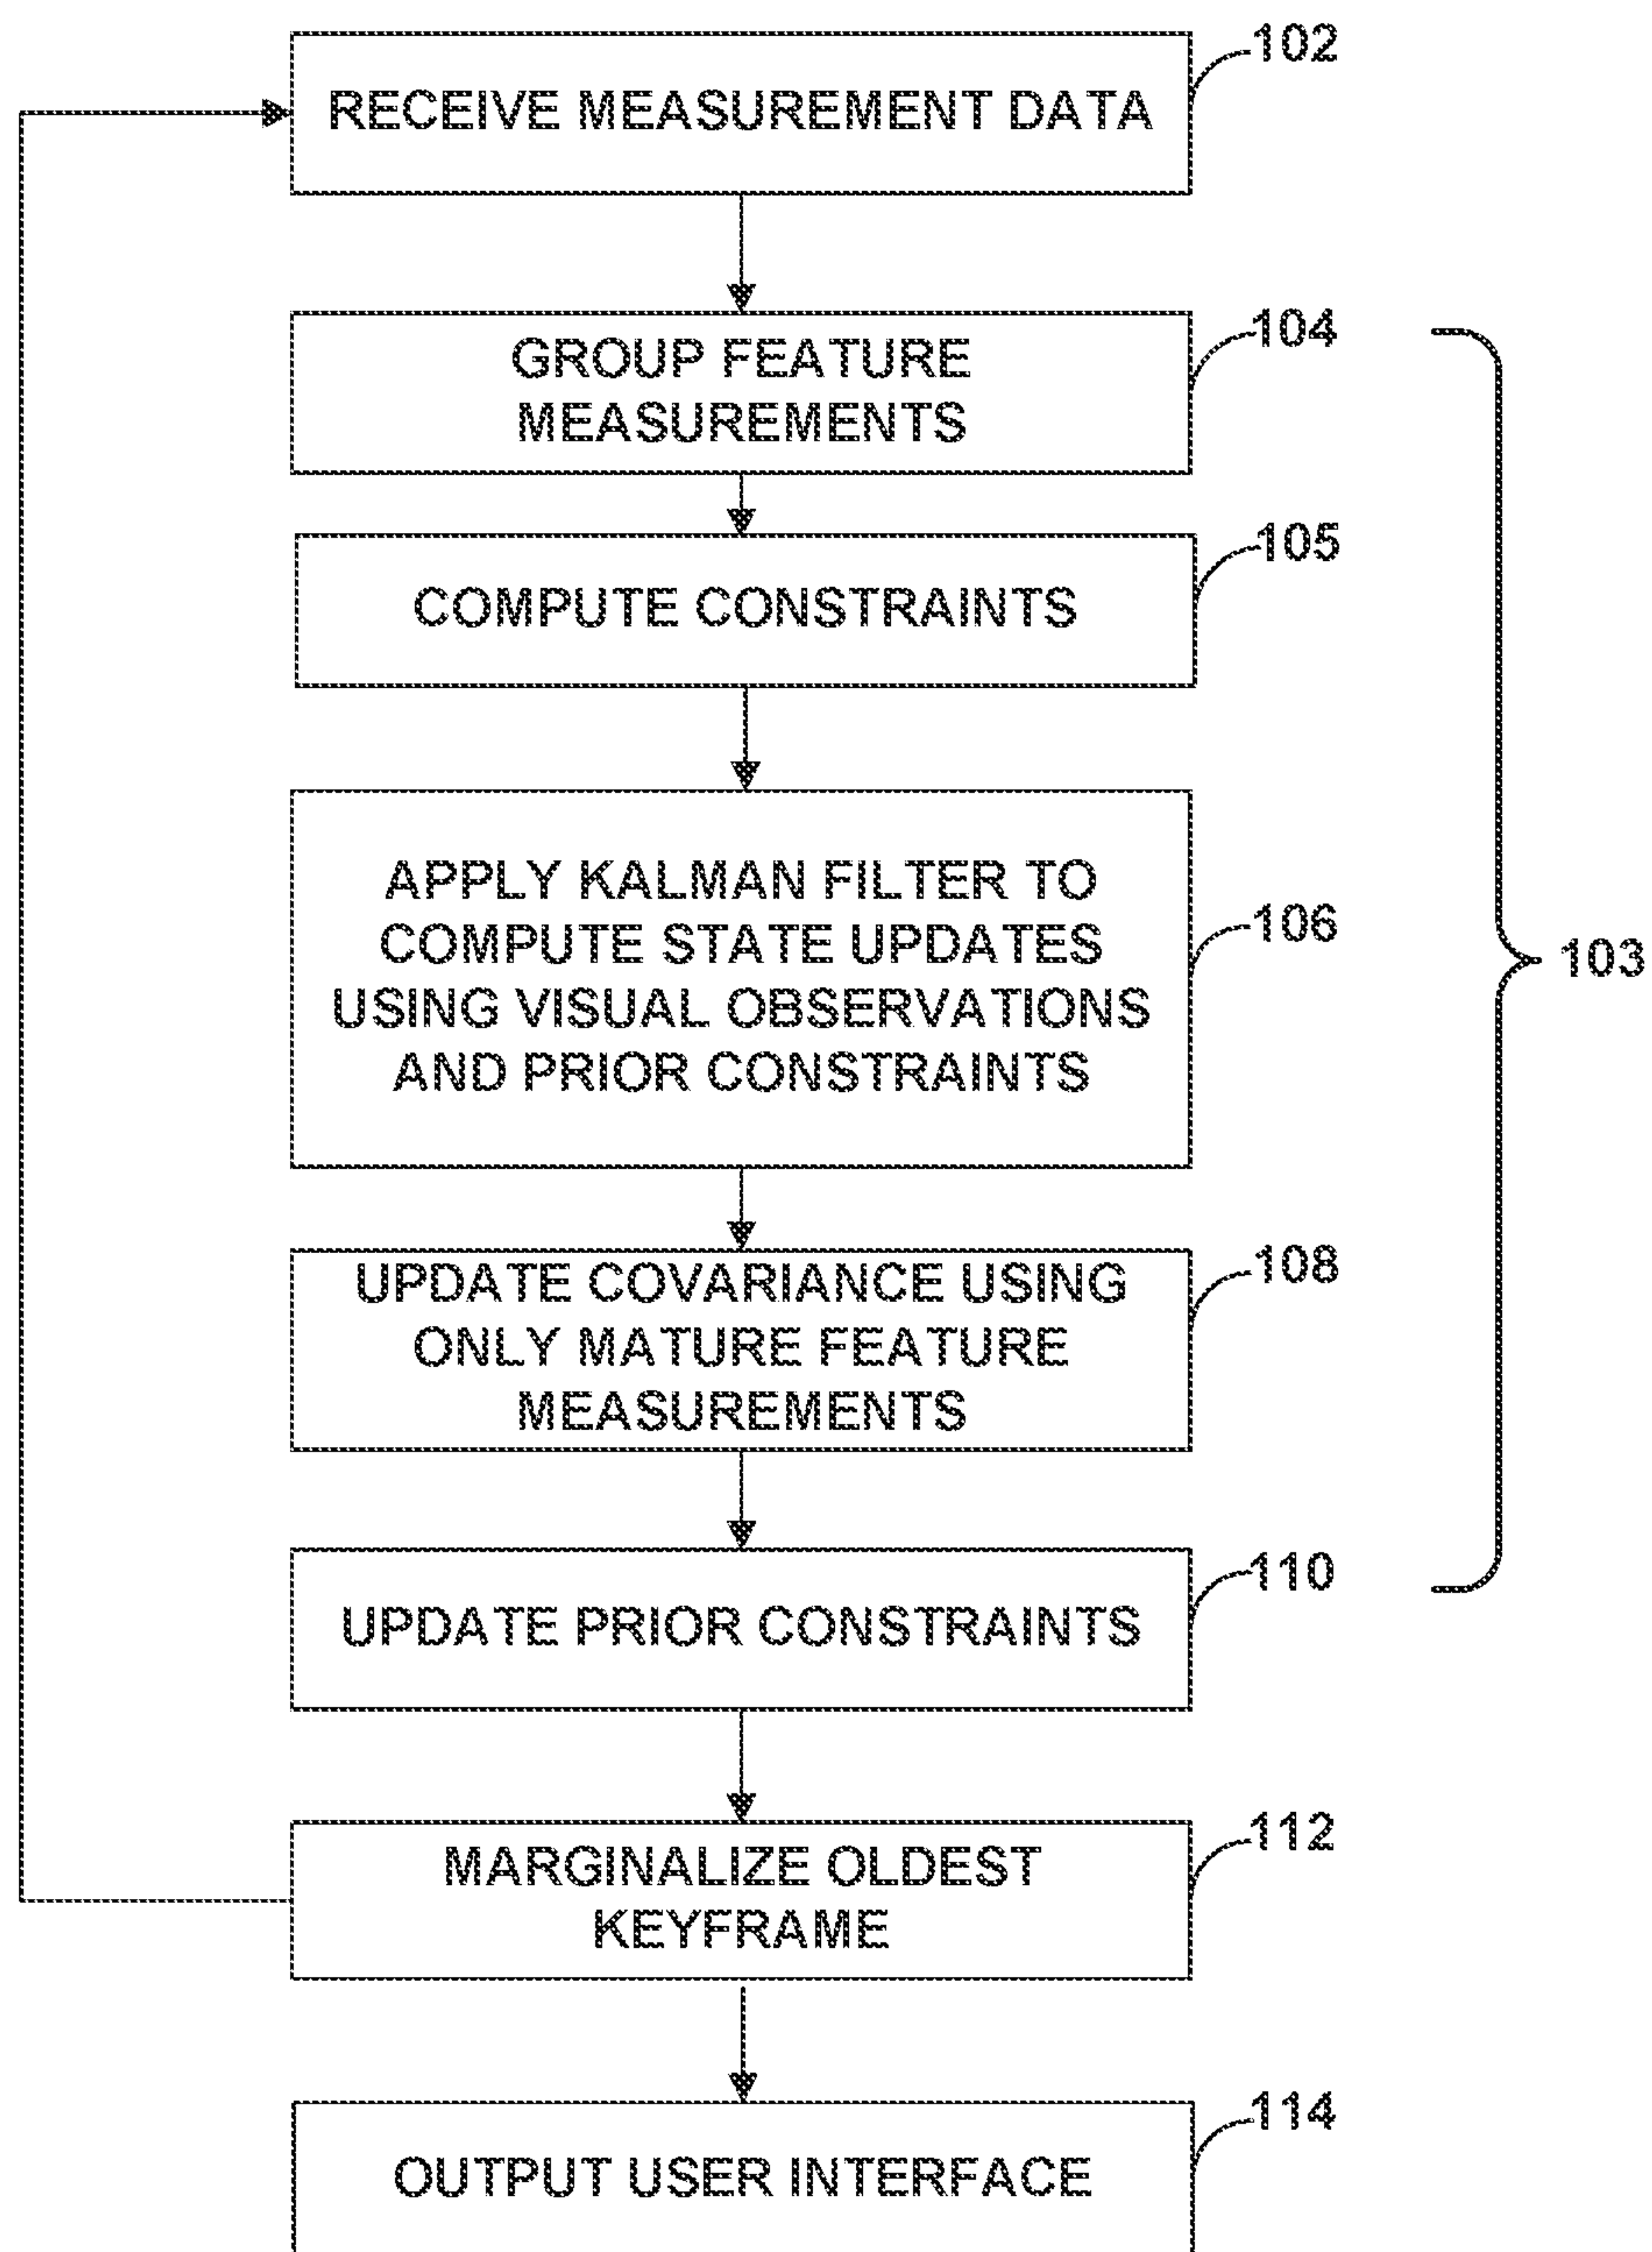 102
RECEIVE MEASUREMENT DATA
104
GROUP FEATURE
MEASUREMENTS
105
COMPUTE CONSTRAINTS
106
APPLY KALMAN FILTER TO
COMPUTE STATE UPDATES
USING VISUAL OBSERVATIONS
AND PRIOR CONSTRAINTS
103
108
UPDATE COVARIANCE USING
ONLY MATURE FEATURE
MEASUREMENTS
110
UPDATE PRIOR CONSTRAINTS
112
MARGINALIZE OLDEST
KEYFRAME
114
OUTPUT USER INTERFACE